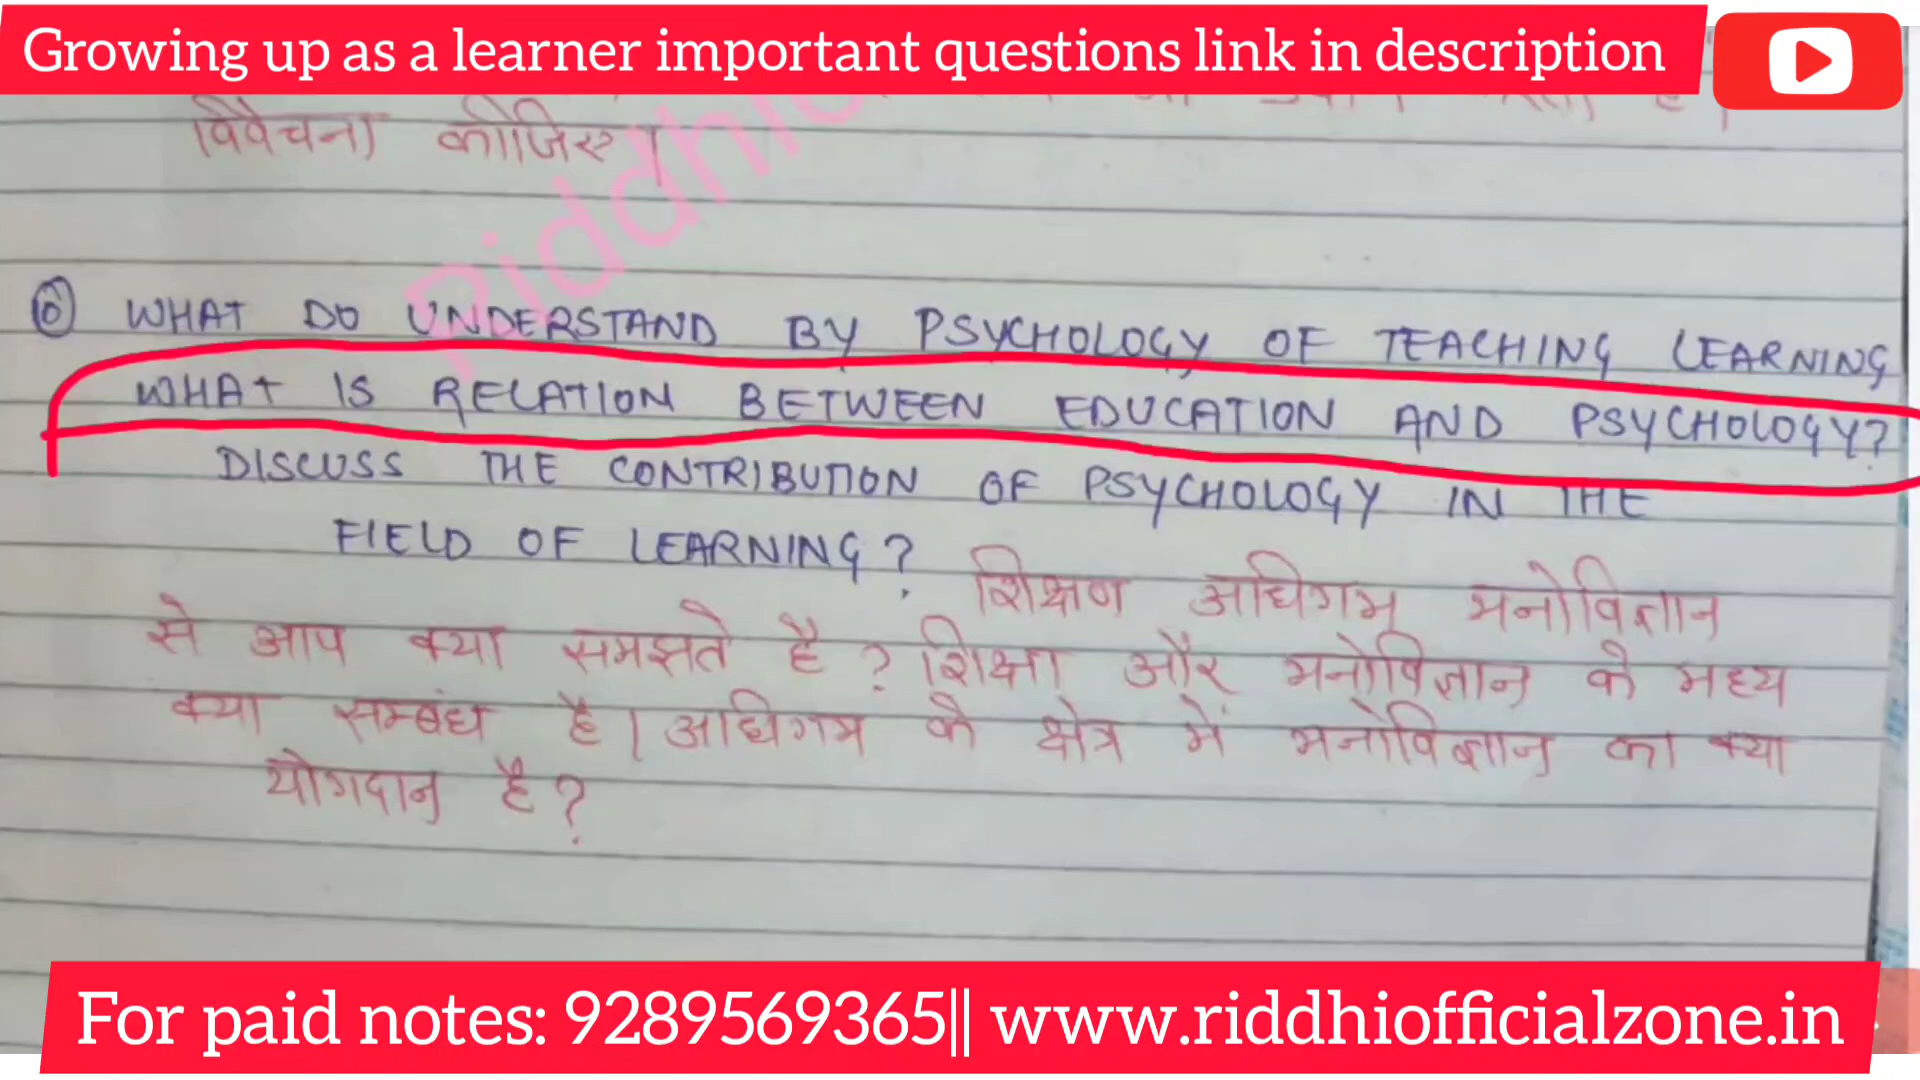 Growing up as a learner important questions link in description
विवेचना कीजिए।
Riddhi
⑥ WHAT DO UNDERSTAND BY PSYCHOLOGY OF TEACHING LEARNING
WHAT IS RELATION BETWEEN EDUCATION AND PSYCHOLOGY?
DISCUSS THE CONTRIBUTION OF PSYCHOLOGY IN THE
FIELD OF LEARNING?
शिक्षण अधिगम मनोविज्ञान
से आप क्या समझते है? शिक्षा और मनोविज्ञान के मध्य
क्या सम्बंध है। अधिगम के क्षेत्र में मनोविज्ञान का क्या
योगदान है?
For paid notes: 9289569365|| www.riddhiofficialzone.in